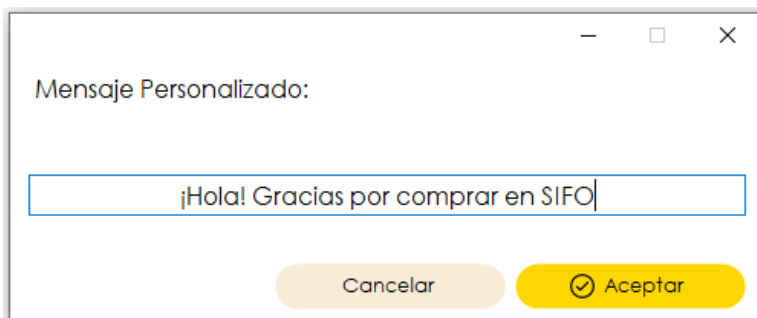 Mensaje Personalizado:
¡Hola! Gracias por comprar en SIFO
Cancelar
Aceptar